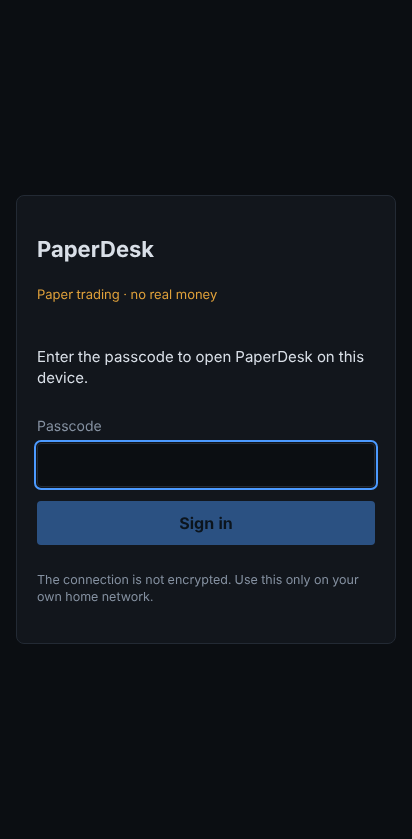 PaperDesk
Paper trading · no real money
Enter the passcode to open PaperDesk on this
device.
Passcode
Sign in
The connection is not encrypted. Use this only on your
own home network.